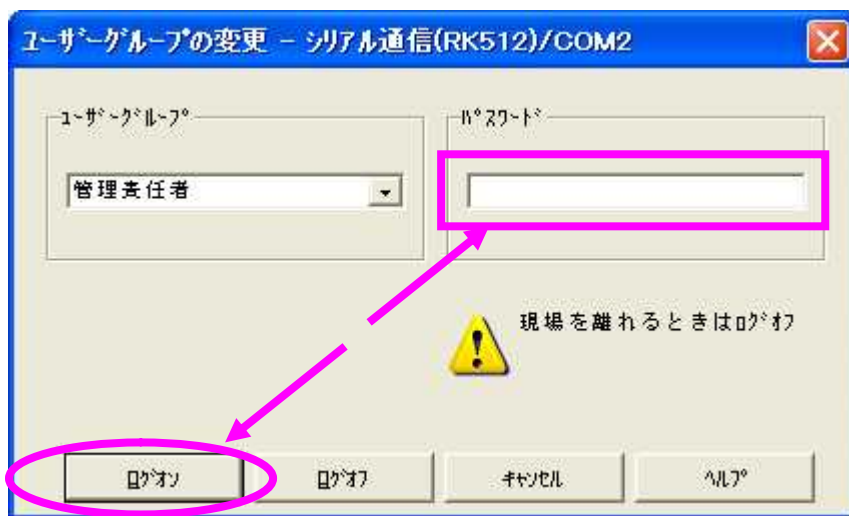 ﾕｰｻﾞｰｸﾞﾙｰﾌﾟの変更 － ｼﾘｱﾙ通信(RK512)/COM2
ﾕｰｻﾞｰｸﾞﾙｰﾌﾟ
ﾊﾟｽﾜｰﾄﾞ
管理責任者
現場を離れるときはﾛｸﾞｵﾌ
ﾛｸﾞｵﾝ
ﾛｸﾞｵﾌ
ｷｬﾝｾﾙ
ﾍﾙﾌﾟ